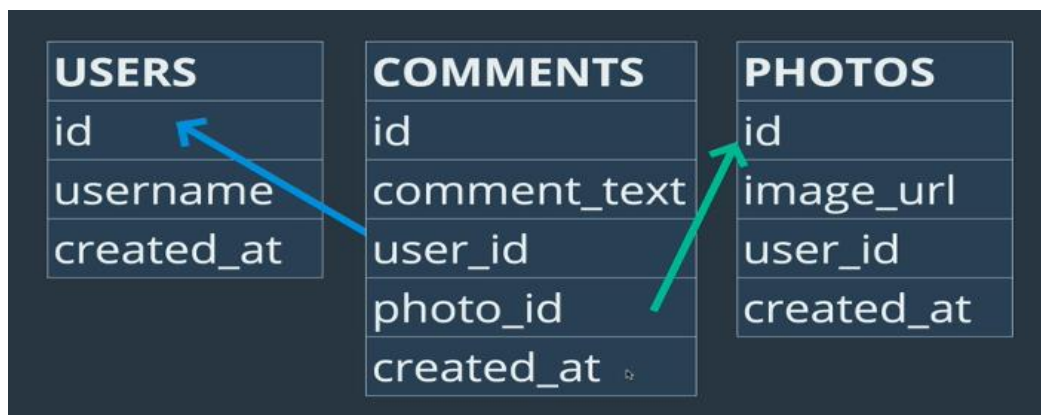 USERS
id
username
created_at
COMMENTS
id
comment_text
user_id
photo_id
created_at
PHOTOS
id
image_url
user_id
created_at